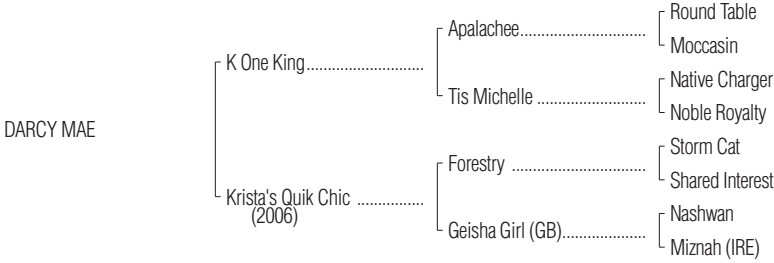 Round Table
Apalachee..............................
Moccasin
K One King............................
Native Charger
Tis Michelle ..........................
Noble Royalty
DARCY MAE
Storm Cat
Forestry ................................
Shared Interest
Krista's Quik Chic ................
(2006)
Nashwan
Geisha Girl (GB)....................
Miznah (IRE)